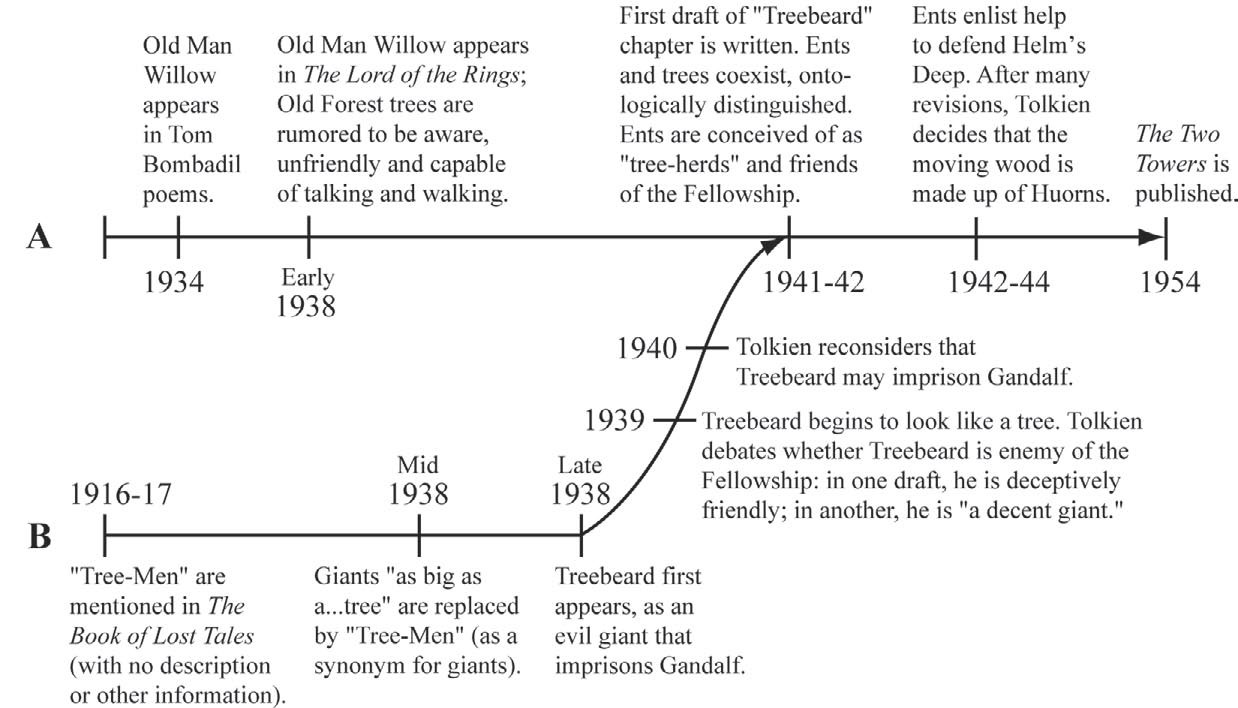 Old Man
Willow
appears
in Tom
Bombadil
poems.
Old Man Willow appears
in The Lord of the Rings;
Old Forest trees are
rumored to be aware,
unfriendly and capable
of talking and walking.
First draft of "Treebeard"
chapter is written. Ents
and trees coexist, onto-
logically distinguished.
Ents are conceived of as
"tree-herds" and friends
of the Fellowship.
Ents enlist help
to defend Helm's
Deep. After many
revisions, Tolkien
decides that the
moving wood is
made up of Huorns.
The Two
Towers is
published.
A
1934
Early
1938
1941-42
1942-44
1954
1940
Tolkien reconsiders that
Treebeard may imprison Gandalf.
1939
Treebeard begins to look like a tree. Tolkien
debates whether Treebeard is enemy of the
Fellowship: in one draft, he is deceptively
friendly; in another, he is "a decent giant."
1916-17
Mid
1938
Late
1938
B
"Tree-Men" are
mentioned in The
Book of Lost Tales
(with no description
or other information).
Giants "as big as
a...tree" are replaced
by "Tree-Men" (as a
synonym for giants).
Treebeard first
appears, as an
evil giant that
imprisons Gandalf.